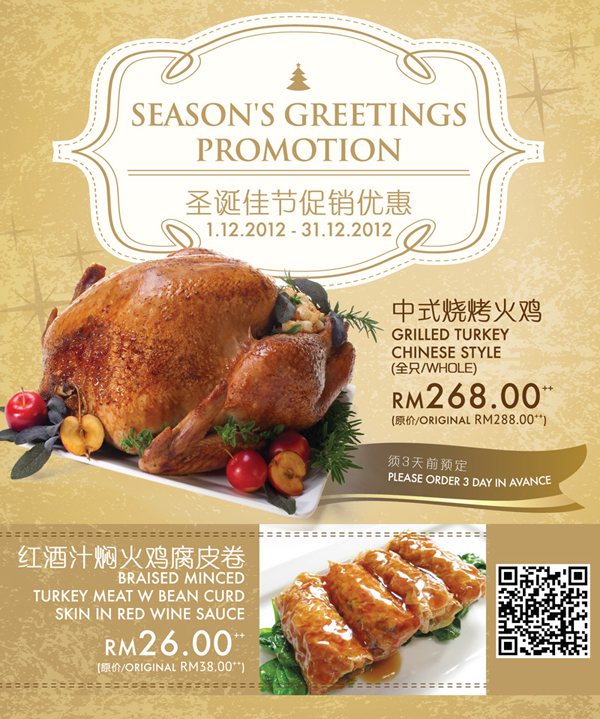 SEASON'S GREETINGS
PROMOTION
圣诞佳节促销优惠
1.12.2012 - 31.12.2012
中式烧烤火鸡
GRILLED TURKEY
CHINESE STYLE
(全只/WHOLE)
RM268.00++
(原价/ORIGINAL RM288.00++)
须3天前预定
PLEASE ORDER 3 DAY IN AVANCE
红酒汁焖火鸡腐皮卷
BRAISED MINCED
TURKEY MEAT W BEAN CURD
SKIN IN RED WINE SAUCE
RM26.00++
(原价/ORIGINAL RM38.00++)